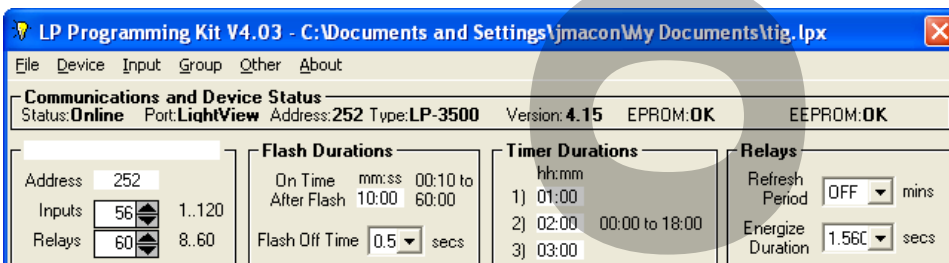 LP Programming Kit V4.03 - C:\Documents and Settings\jmacon\My Documents\tig.lpx
File Device Input Group Other About
Communications and Device Status
Status:Online Port:LightView Address:252 Type:LP-3500 Version: 4.15 EPROM:OK EEPROM:OK
Flash Durations Timer Durations Relays
Address 252
Inputs 56 1..120
Relays 60 8..60
On Time mm:ss 00:10 to
After Flash 10:00 60:00
Flash Off Time 0.5 secs
hh:mm
1) 01:00
2) 02:00 00:00 to 18:00
3) 03:00
Refresh
Period OFF mins
Energize
Duration 1.560 secs